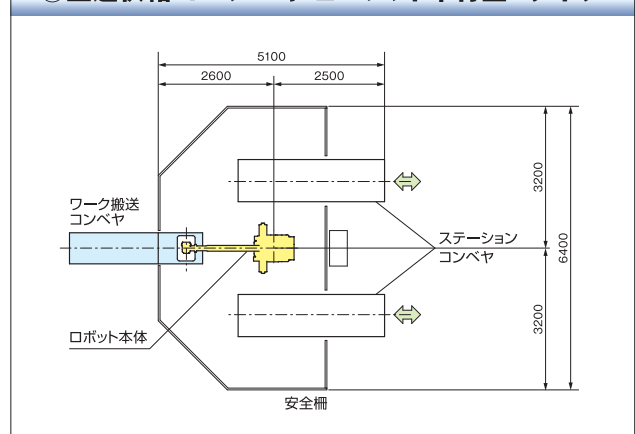 5100
2600
2500
ワーク搬送
コンベヤ
ステーション
コンベヤ
3200
6400
3200
ロボット本体
安全柵